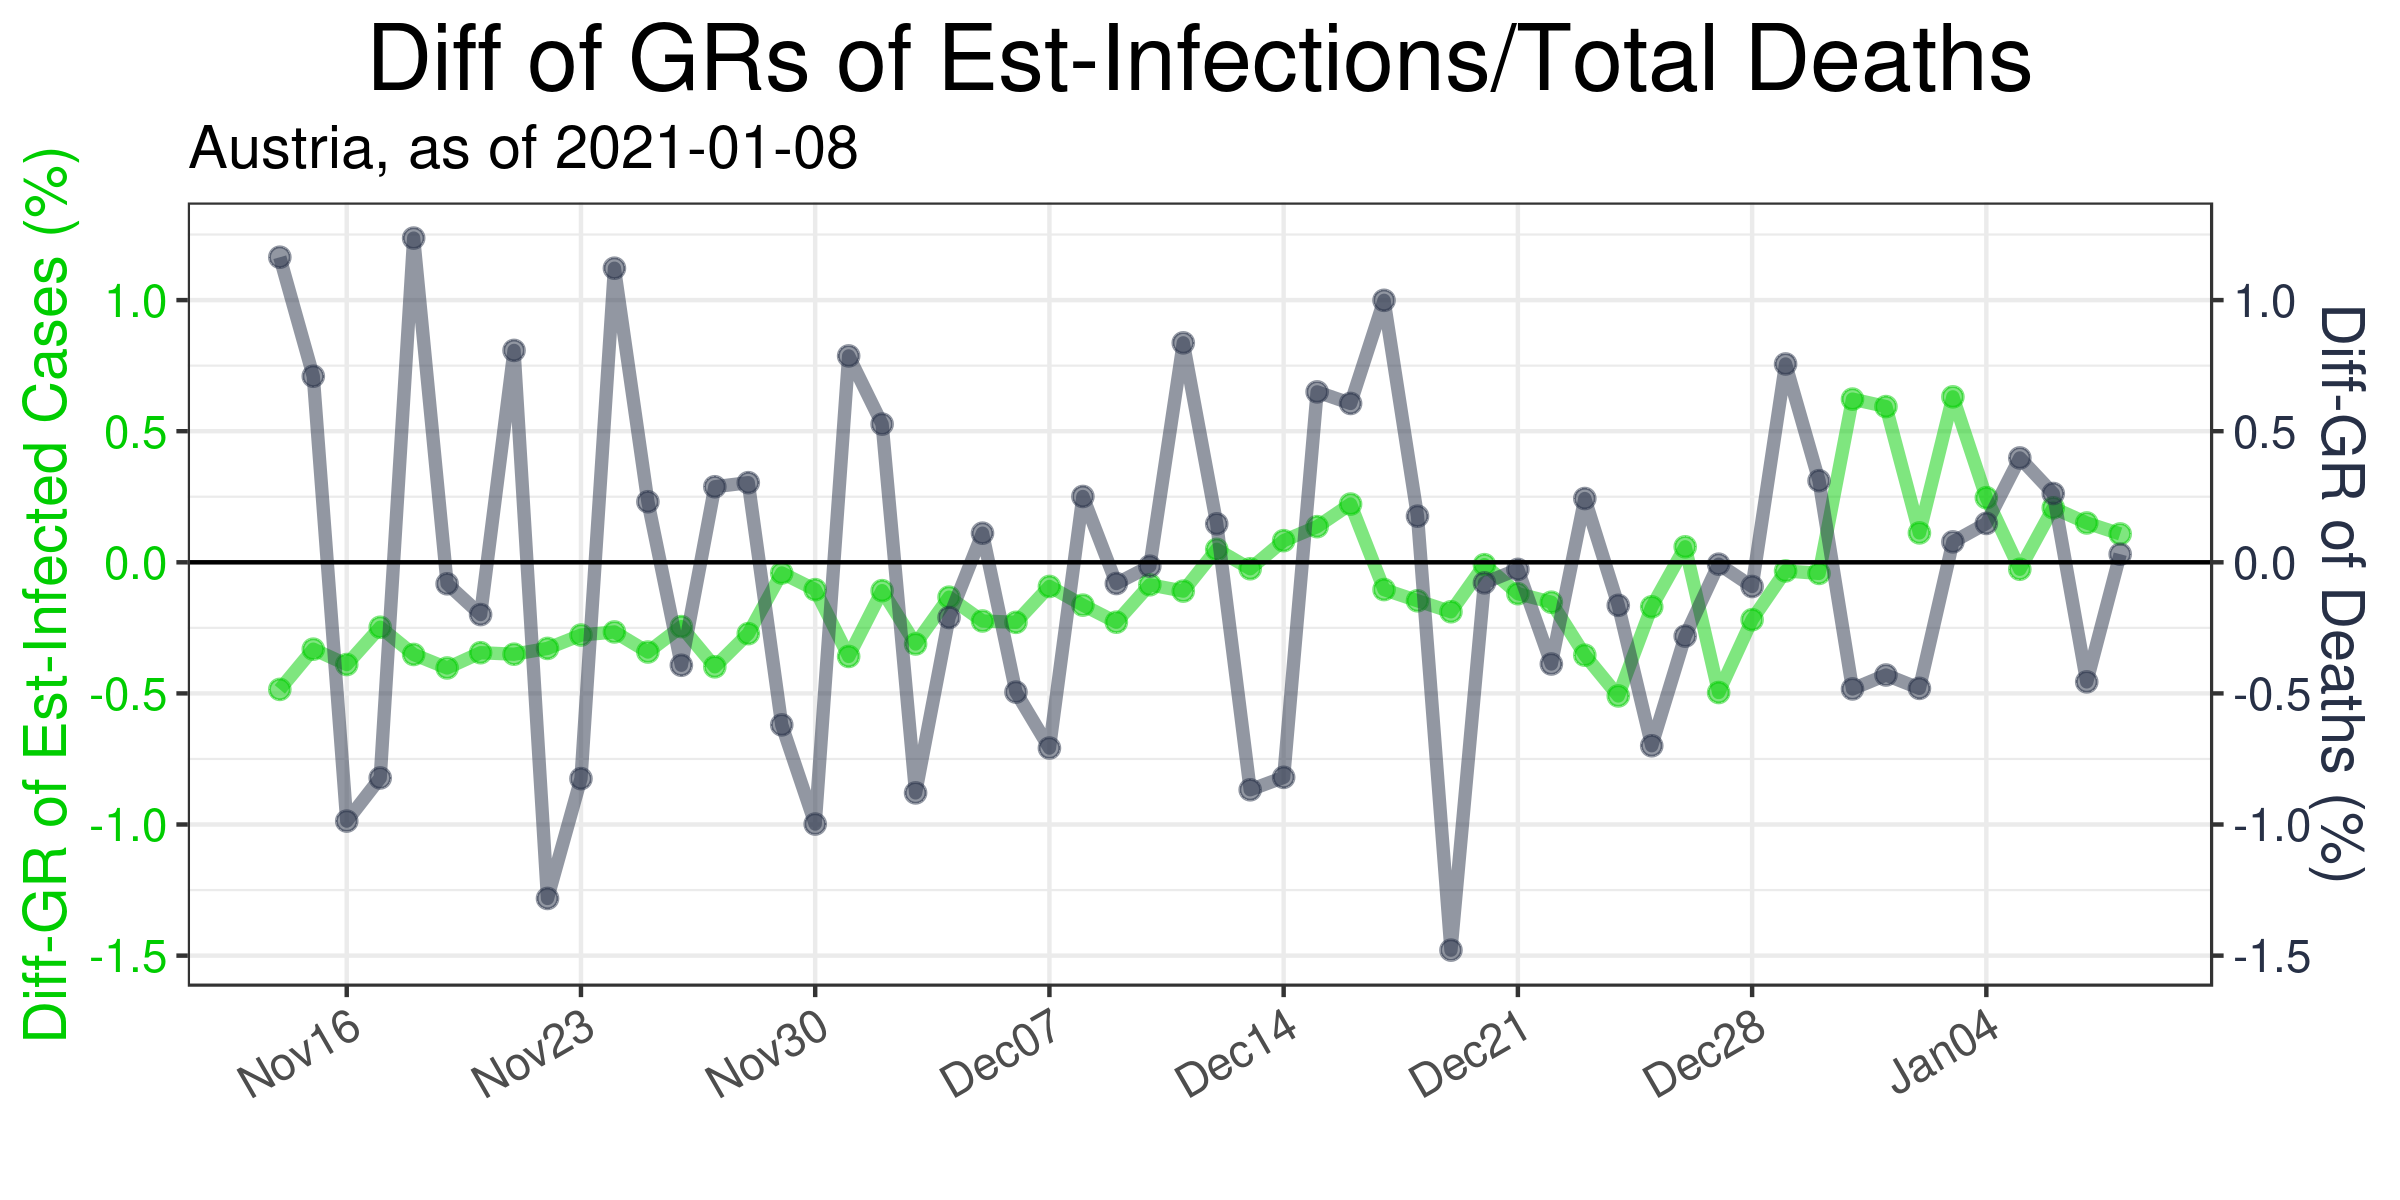 Diff of GRs of Est-Infections/Total Deaths
Austria, as of 2021-01-08
Diff-GR of Est-Infected Cases (%)
1.0
0.5
0.0
-0.5
-1.0
-1.5
1.0
0.5
0.0
-0.5
-1.0
-1.5
Diff-GR of Deaths (%)
Nov16
Nov23
Nov30
Dec07
Dec14
Dec21
Dec28
Jan04